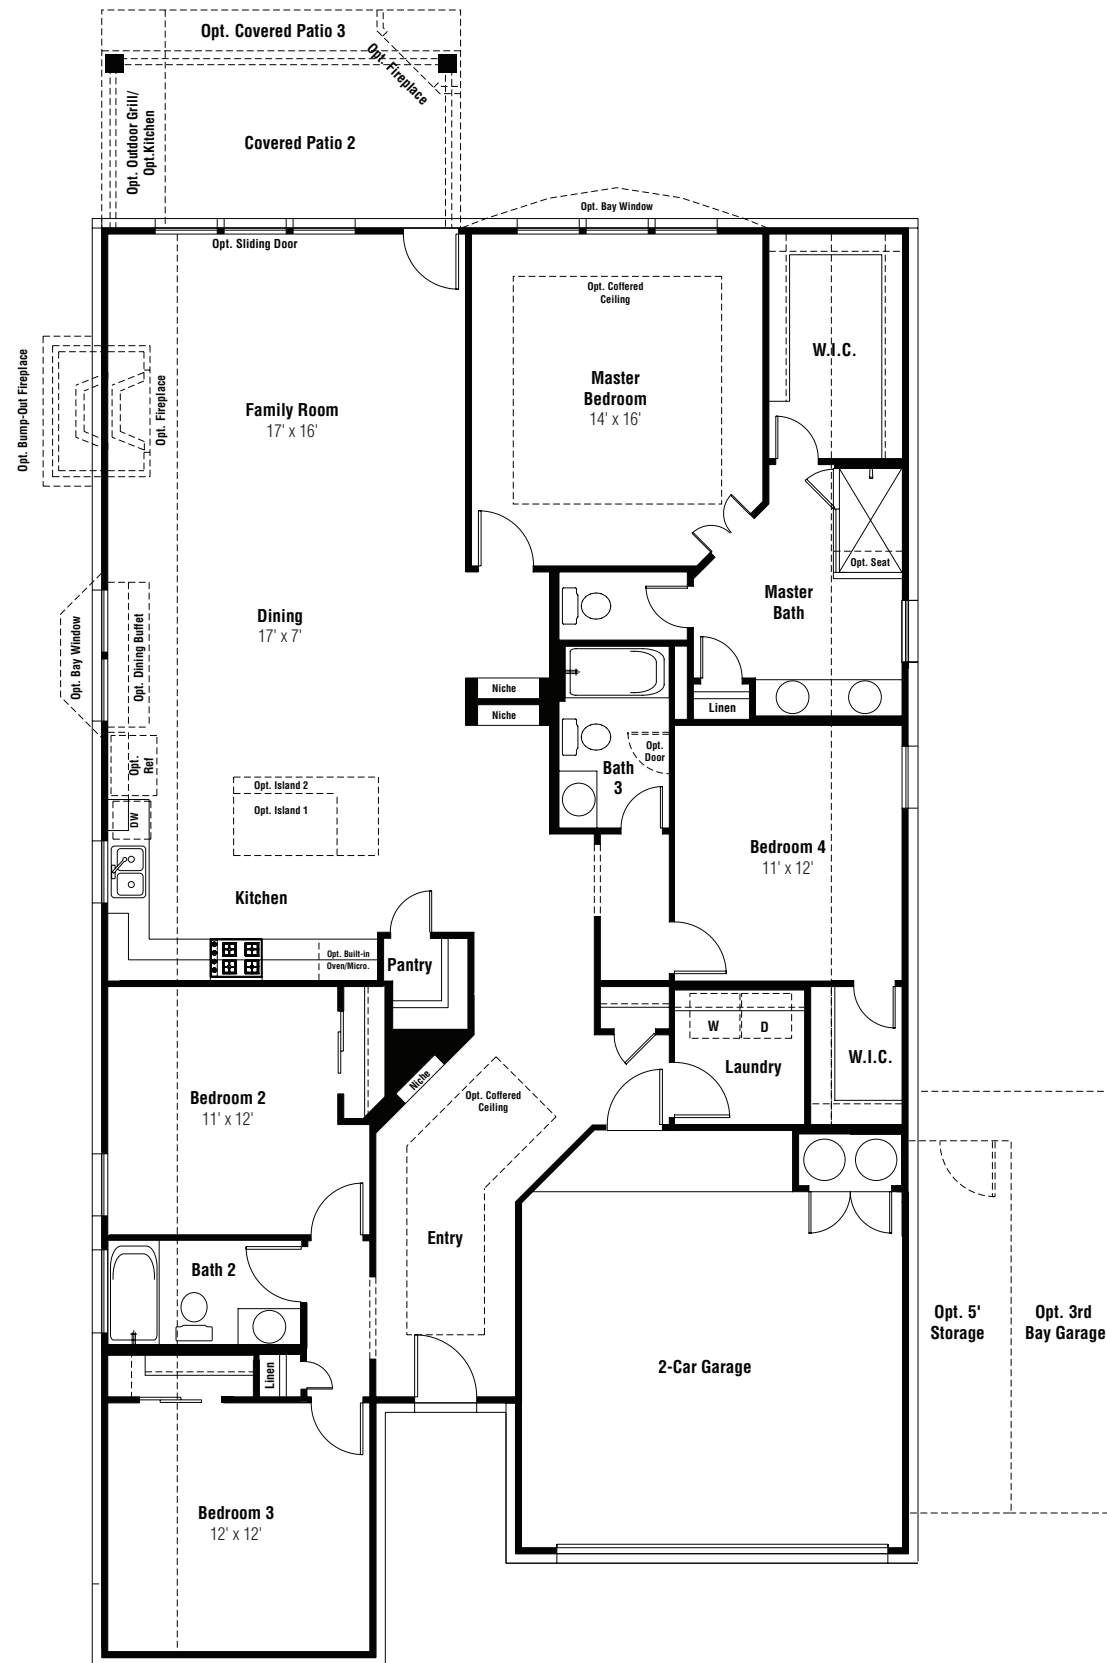 Opt. Covered Patio 3
Opt. Fireplace
Opt. Outdoor Grill/
Opt.Kitchen
Covered Patio 2
Opt. Bay Window
Opt. Sliding Door
Opt. Coffered
Ceiling
W.I.C.
Master
Bedroom
14' x 16'
Family Room
17' x 16'
Opt. Bump-Out Fireplace
Opt. Fireplace
Opt. Seat
Master
Bath
Dining
17' x 7'
Opt. Bay Window
Opt. Dining Buffet
Niche
Niche
Linen
Opt.
Door
Bath
3
Opt.
Ref
DW
Opt. Island 2
Opt. Island 1
Bedroom 4
11' x 12'
Kitchen
Opt. Built-in
Oven/Micro.
Pantry
W
D
Laundry
W.I.C.
Niche
Opt. Coffered
Ceiling
Bedroom 2
11' x 12'
Entry
Bath 2
Linen
2-Car Garage
Opt. 5'
Storage
Opt. 3rd
Bay Garage
Bedroom 3
12' x 12'